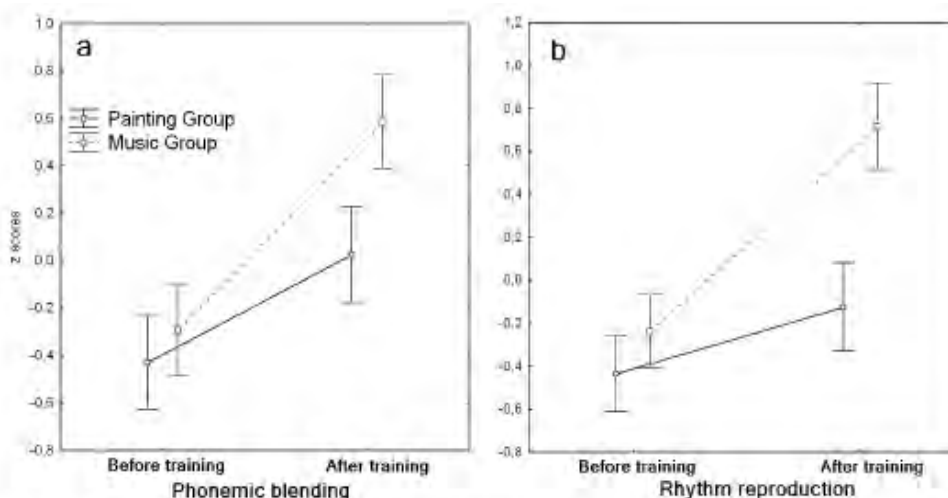 a
1,0
0,8
0,6
0,4
0,2
0,0
-0,2
-0,4
-0,6
-0,8
z scores
Painting Group
Music Group
Before training After training
Phonemic blending
b
1,2
1,0
0,8
0,6
0,4
0,2
0,0
-0,2
-0,4
-0,6
-0,8
Before training After training
Rhythm reproduction